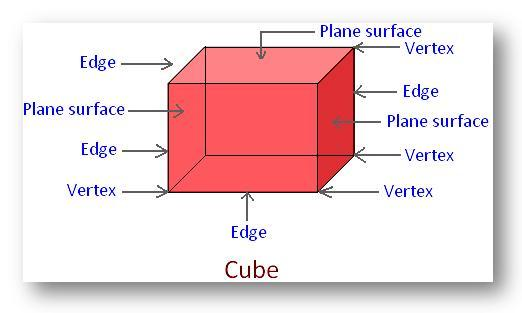 Plane surface
Vertex
Edge
Edge
Plane surface
Plane surface
Edge
Vertex
Vertex
Vertex
Edge
Cube